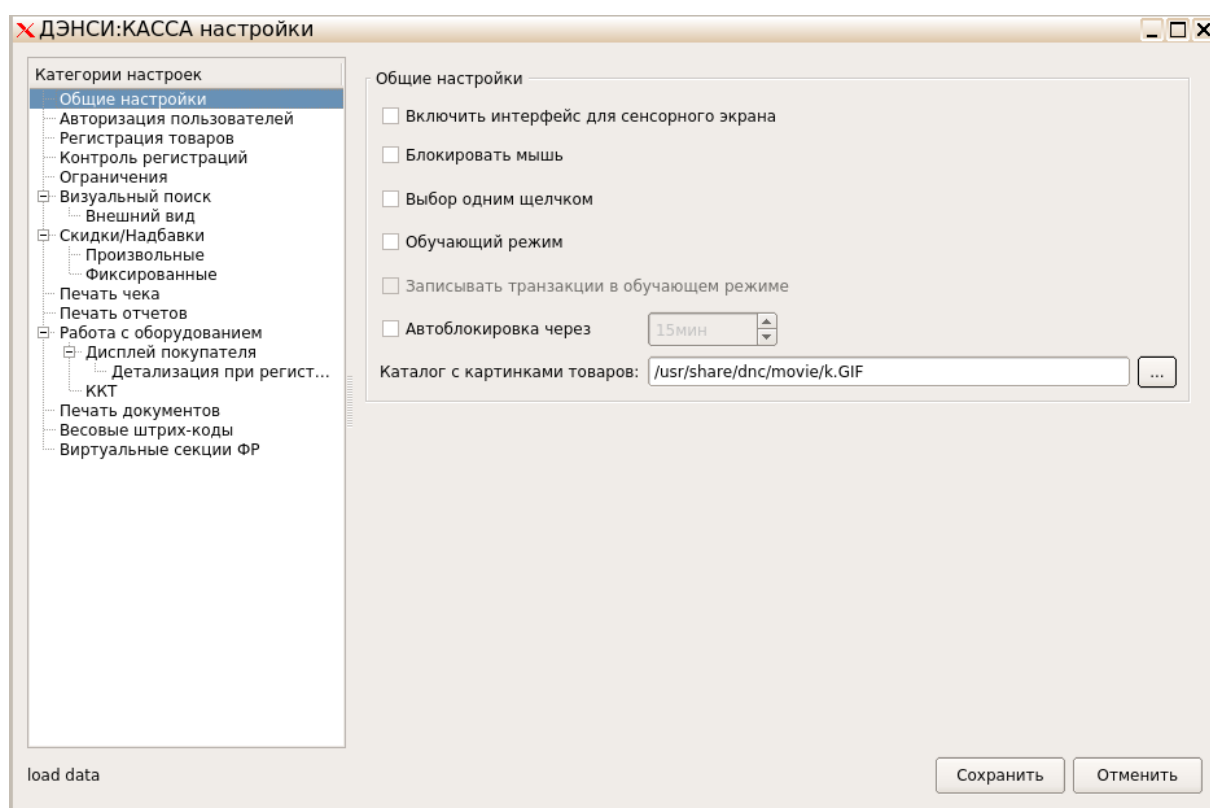 ДЭНСИ:КАССА настройки
Категории настроек
Общие настройки
Авторизация пользователей
Регистрация товаров
Контроль регистраций
Ограничения
Визуальный поиск
Внешний вид
Скидки/Надбавки
Произвольные
Фиксированные
Печать чека
Печать отчетов
Работа с оборудованием
Дисплей покупателя
Детализация при регист...
ККТ
Печать документов
Весовые штрих-коды
Виртуальные секции ФР
Общие настройки
Включить интерфейс для сенсорного экрана
Блокировать мышь
Выбор одним щелчком
Обучающий режим
Записывать транзакции в обучающем режиме
Автоблокировка через 15мин
Каталог с картинками товаров: /usr/share/dnc/movie/k.GIF ...
load data
Сохранить Отменить